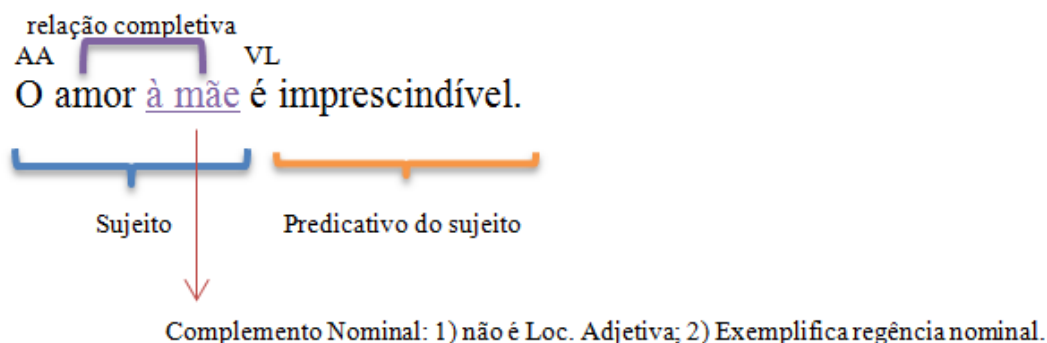 relação completiva
AA VL
O amor à mãe é imprescindível.
Sujeito Predicativo do sujeito
Complemento Nominal: 1) não é Loc. Adjetiva; 2) Exemplifica regência nominal.